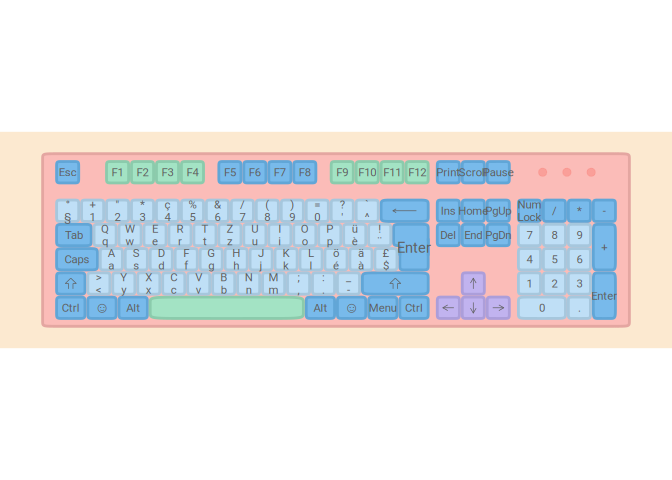 Esc F1 F2 F3 F4 F5 F6 F7 F8 F9 F10 F11 F12 Print Scroll Pause
° + " * ç % & / ( ) = ? `
§ 1 2 3 4 5 6 7 8 9 0 ' ^ Ins Home PgUp Num Lock / * -
Tab Q W E R T Z U I O P ü !
q w e r t z u i o p è ¨ Enter Del End PgDn 7 8 9 +
Caps A S D F G H J K L ö ä £
a s d f g h j k l é à $ 4 5 6
> Y X C V B N M ; : _
< y x c v b n m , . - 1 2 3 Enter
Ctrl Alt Alt Menu Ctrl 0 .